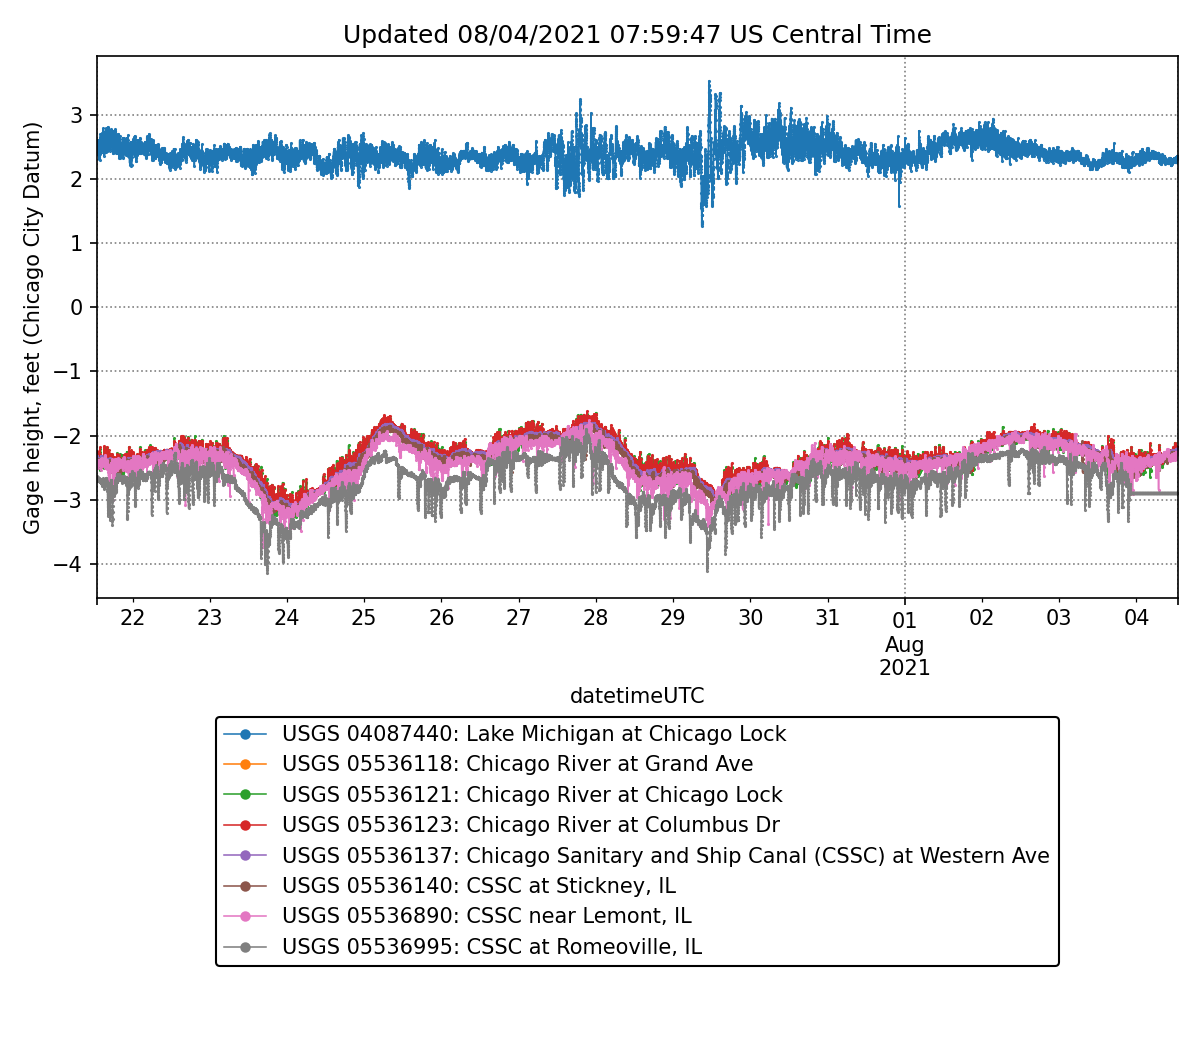 Updated 08/04/2021 07:59:47 US Central Time
Gage height, feet (Chicago City Datum)
3
2
1
0
−1
−2
−3
−4
22 23 24 25 26 27 28 29 30 31 01 02 03 04
Aug
2021
datetimeUTC
USGS 04087440: Lake Michigan at Chicago Lock
USGS 05536118: Chicago River at Grand Ave
USGS 05536121: Chicago River at Chicago Lock
USGS 05536123: Chicago River at Columbus Dr
USGS 05536137: Chicago Sanitary and Ship Canal (CSSC) at Western Ave
USGS 05536140: CSSC at Stickney, IL
USGS 05536890: CSSC near Lemont, IL
USGS 05536995: CSSC at Romeoville, IL